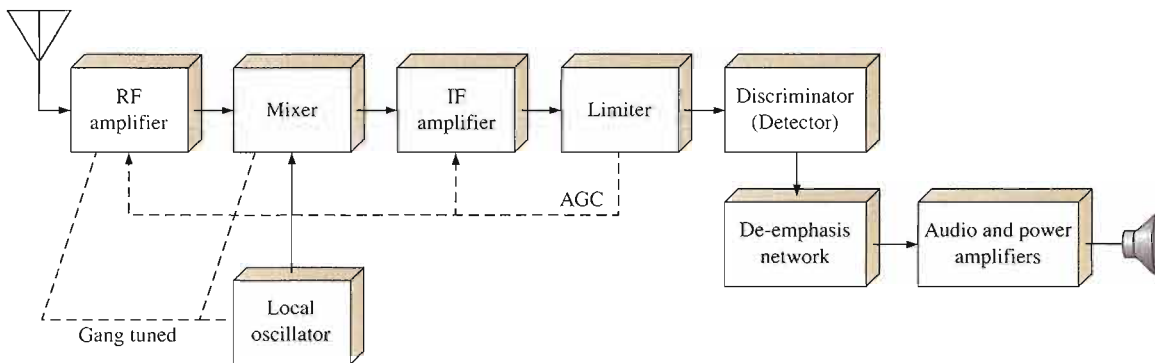 RF
amplifier
Mixer
IF
amplifier
Limiter
Discriminator
(Detector)
AGC
De-emphasis
network
Audio and power
amplifiers
Local
oscillator
Gang tuned